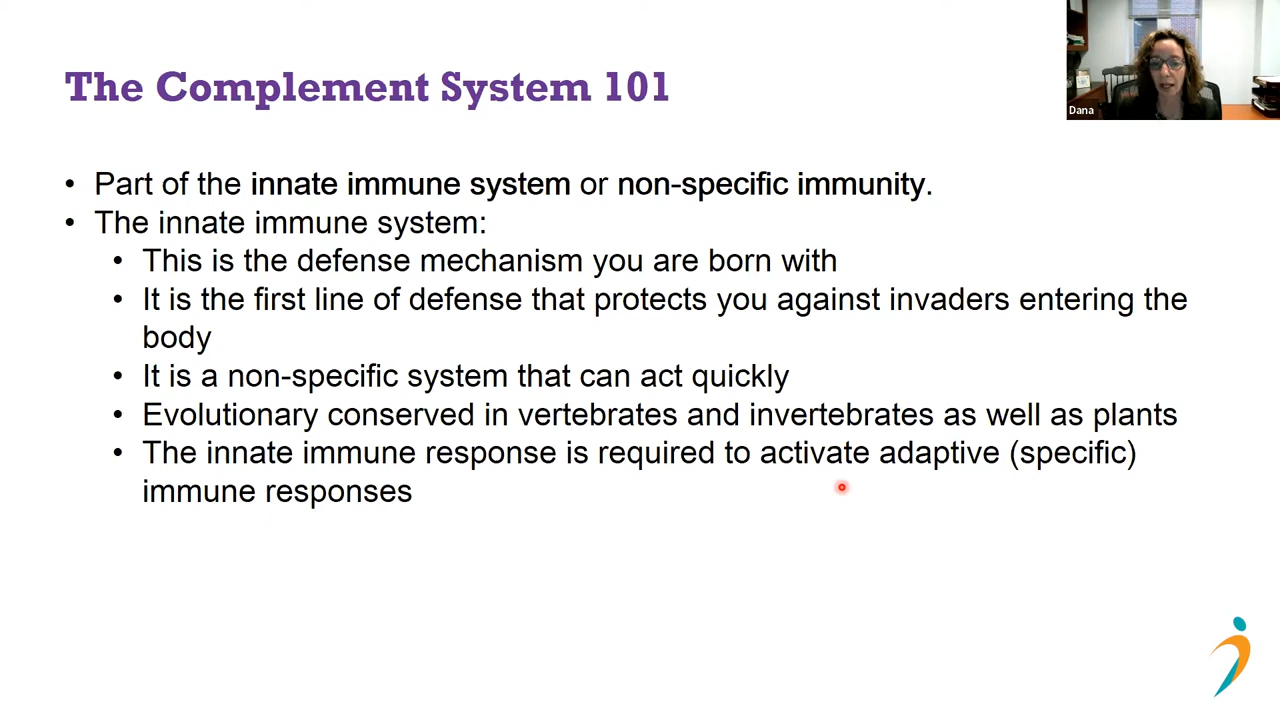 The Complement System 101
Dana
• Part of the innate immune system or non-specific immunity.
• The innate immune system:
• This is the defense mechanism you are born with
• It is the first line of defense that protects you against invaders entering the
body
• It is a non-specific system that can act quickly
• Evolutionary conserved in vertebrates and invertebrates as well as plants
• The innate immune response is required to activate adaptive (specific)
immune responses